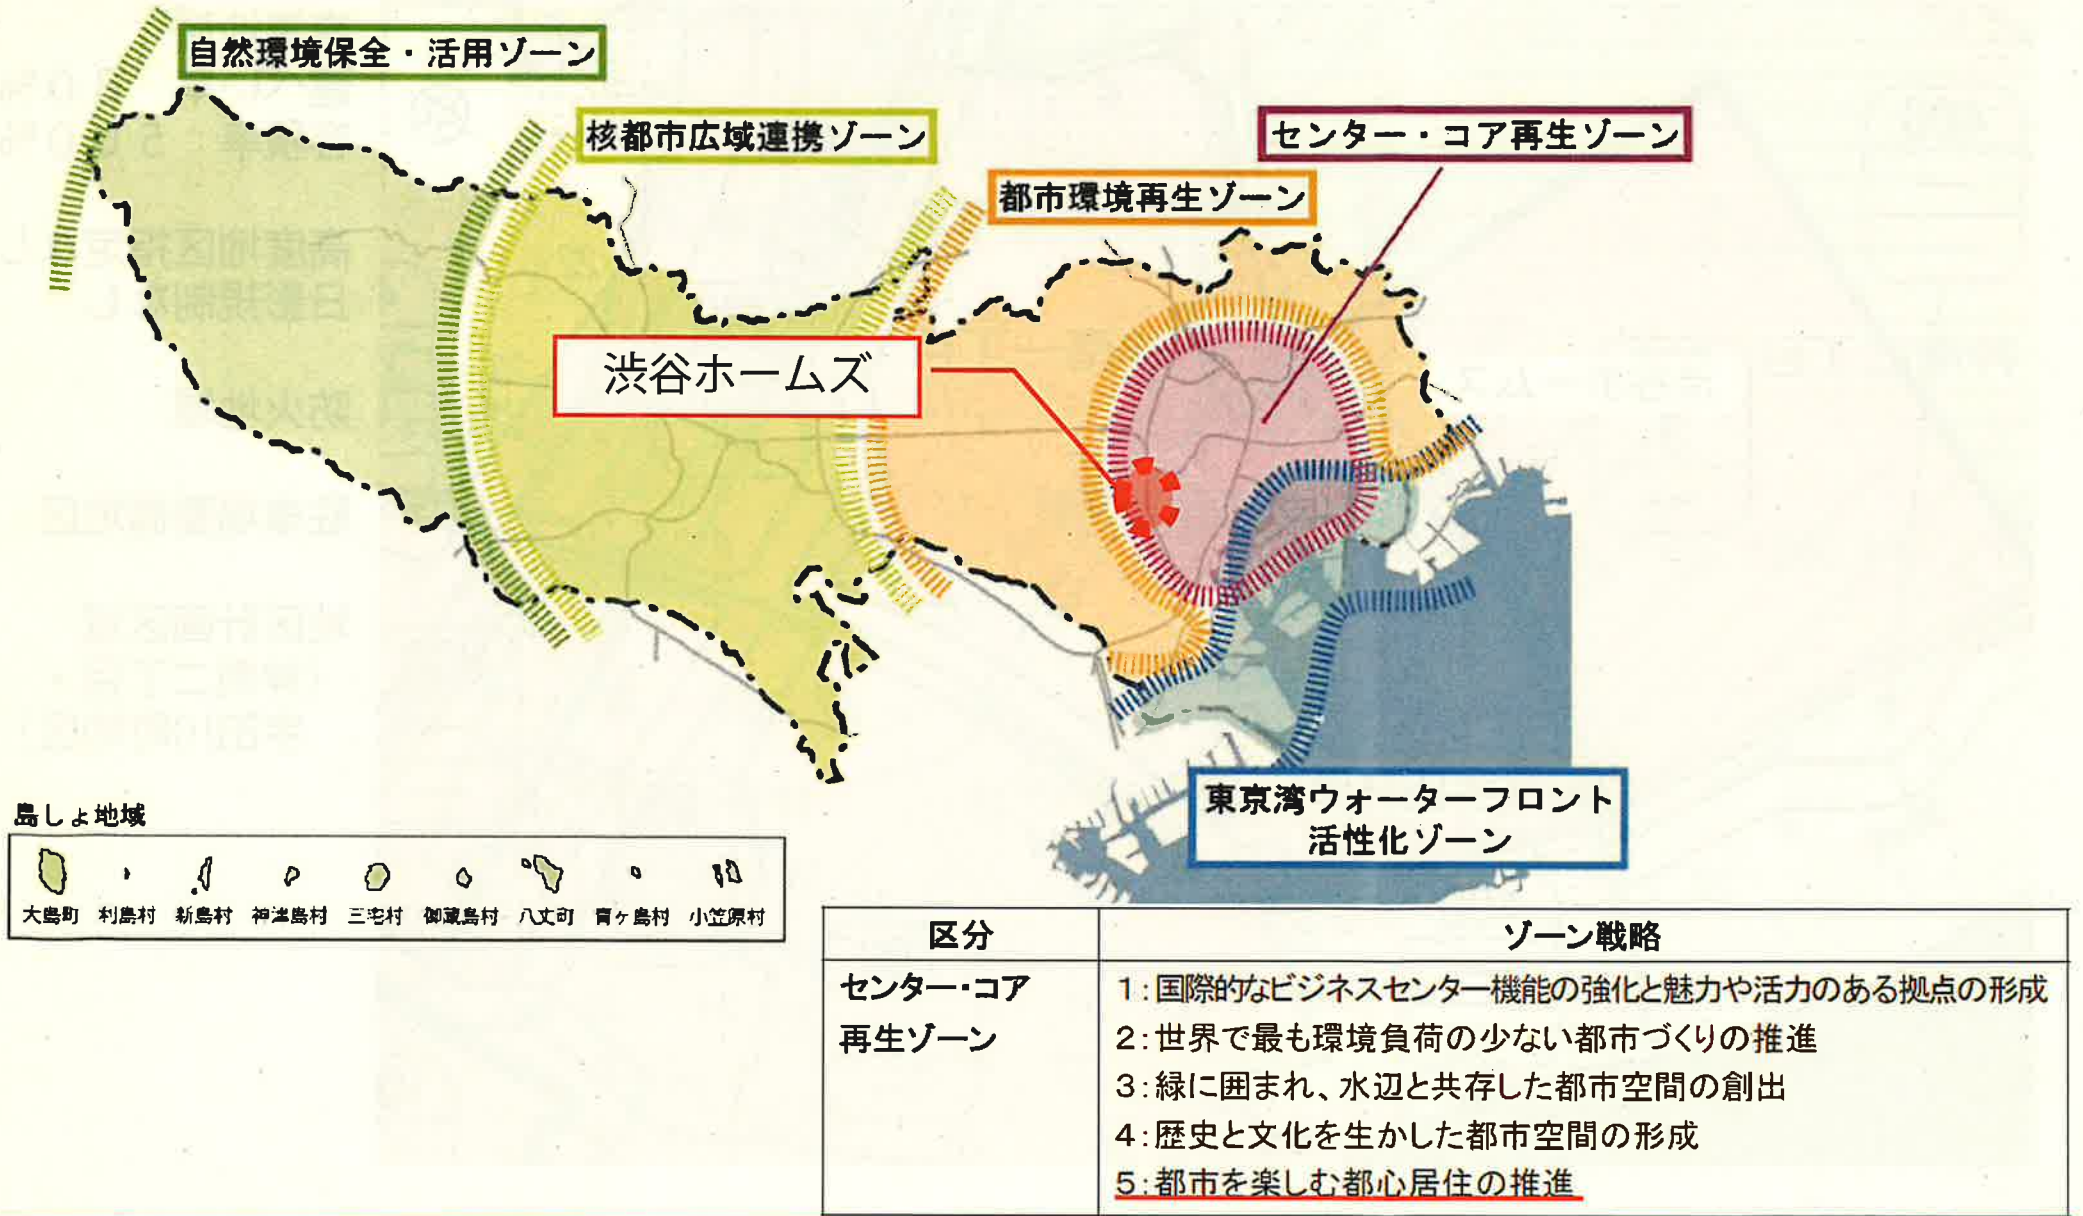 自然環境保全・活用ゾーン
核都市広域連携ゾーン
センター・コア再生ゾーン
都市環境再生ゾーン
渋谷ホームズ
東京湾ウォーターフロント
活性化ゾーン
島しょ地域
大島町 利島村 新島村 神津島村 三宅村 御蔵島村 八丈町 青ヶ島村 小笠原村
区分 ゾーン戦略
センター・コア
再生ゾーン
1:国際的なビジネスセンター機能の強化と魅力や活力のある拠点の形成
2:世界で最も環境負荷の少ない都市づくりの推進
3:緑に囲まれ、水辺と共存した都市空間の創出
4:歴史と文化を生かした都市空間の形成
5:都市を楽しむ都心居住の推進